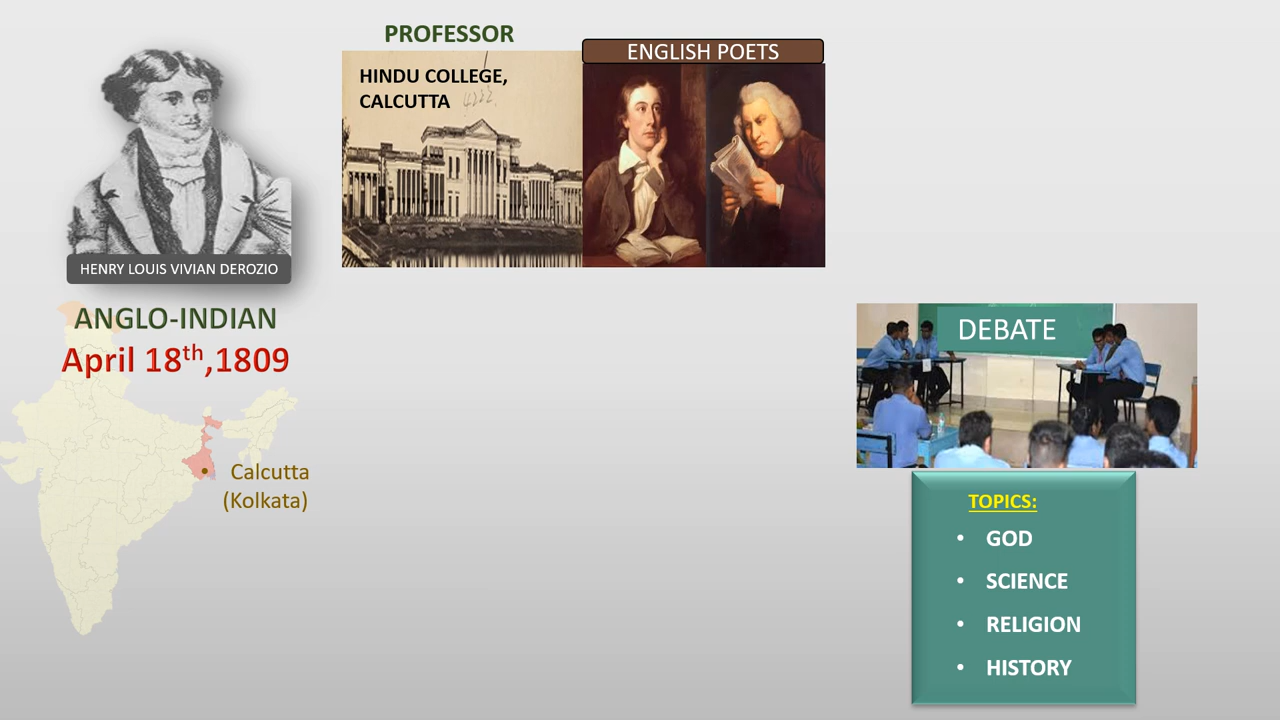 PROFESSOR
HINDU COLLEGE,
CALCUTTA
ENGLISH POETS
HENRY LOUIS VIVIAN DEROZIO
ANGLO-INDIAN
April 18th,1809
Calcutta
(Kolkata)
DEBATE
TOPICS:
• GOD
• SCIENCE
• RELIGION
• HISTORY